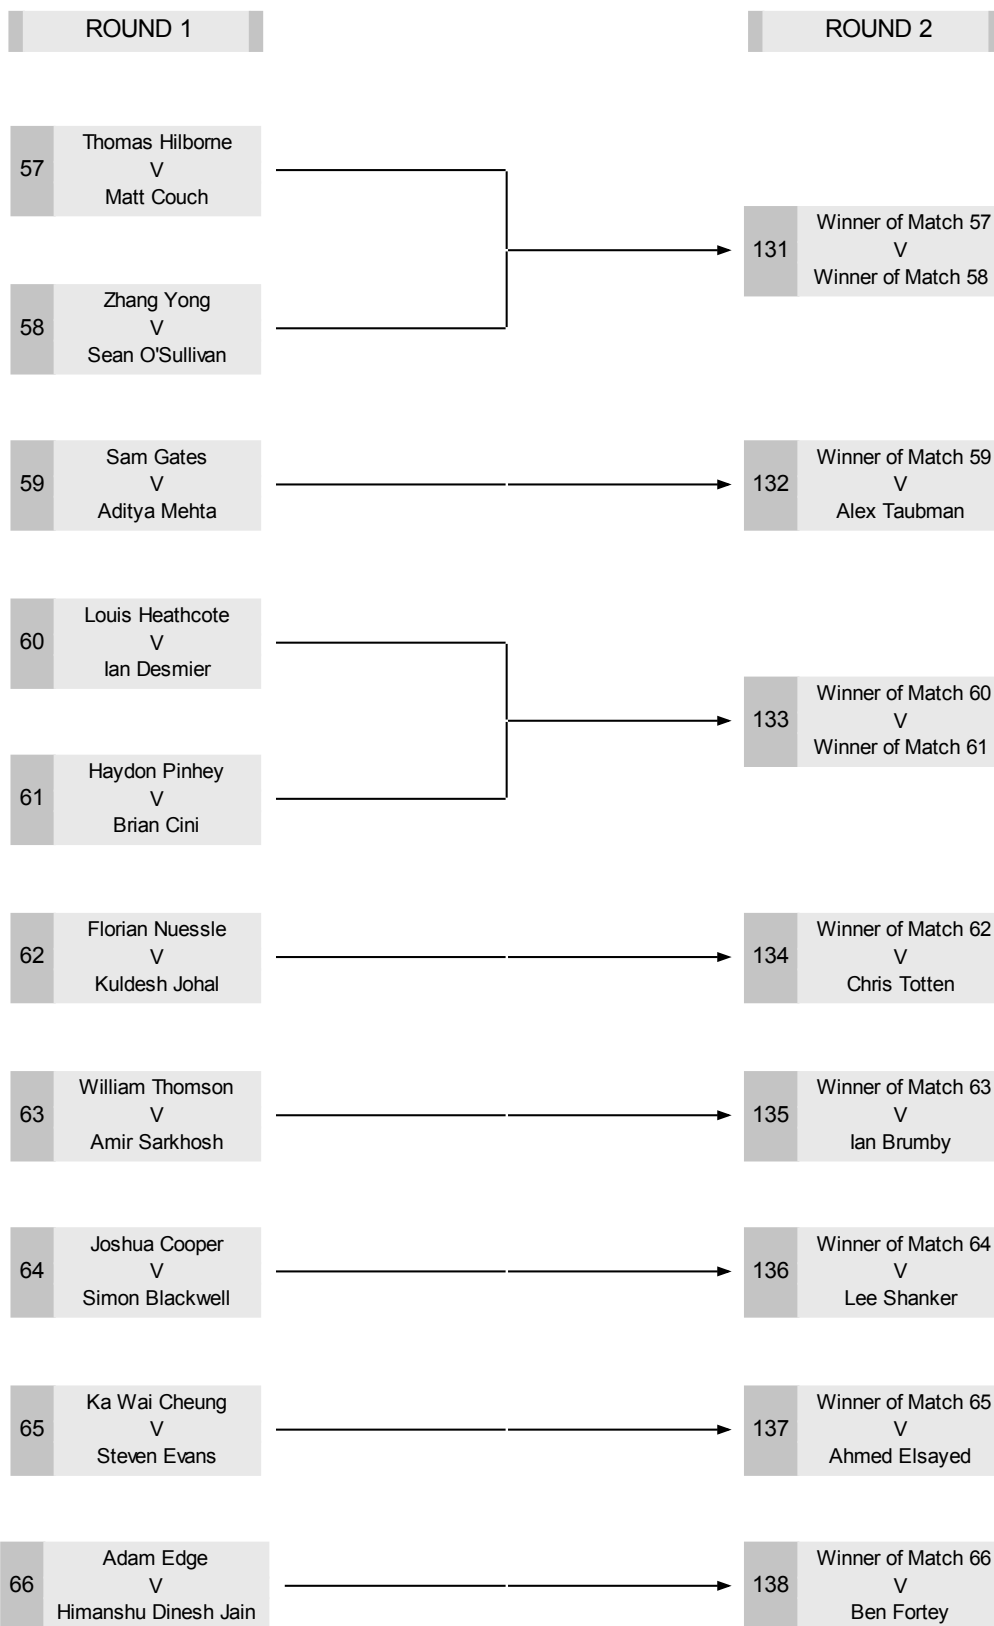 ROUND 1
ROUND 2
57
Thomas Hilborne
V
Matt Couch
131
Winner of Match 57
V
Winner of Match 58
58
Zhang Yong
V
Sean O'Sullivan
59
Sam Gates
V
Aditya Mehta
132
Winner of Match 59
V
Alex Taubman
60
Louis Heathcote
V
Ian Desmier
133
Winner of Match 60
V
Winner of Match 61
61
Haydon Pinhey
V
Brian Cini
62
Florian Nuessle
V
Kuldesh Johal
134
Winner of Match 62
V
Chris Totten
63
William Thomson
V
Amir Sarkhosh
135
Winner of Match 63
V
Ian Brumby
64
Joshua Cooper
V
Simon Blackwell
136
Winner of Match 64
V
Lee Shanker
65
Ka Wai Cheung
V
Steven Evans
137
Winner of Match 65
V
Ahmed Elsayed
66
Adam Edge
V
Himanshu Dinesh Jain
138
Winner of Match 66
V
Ben Fortey